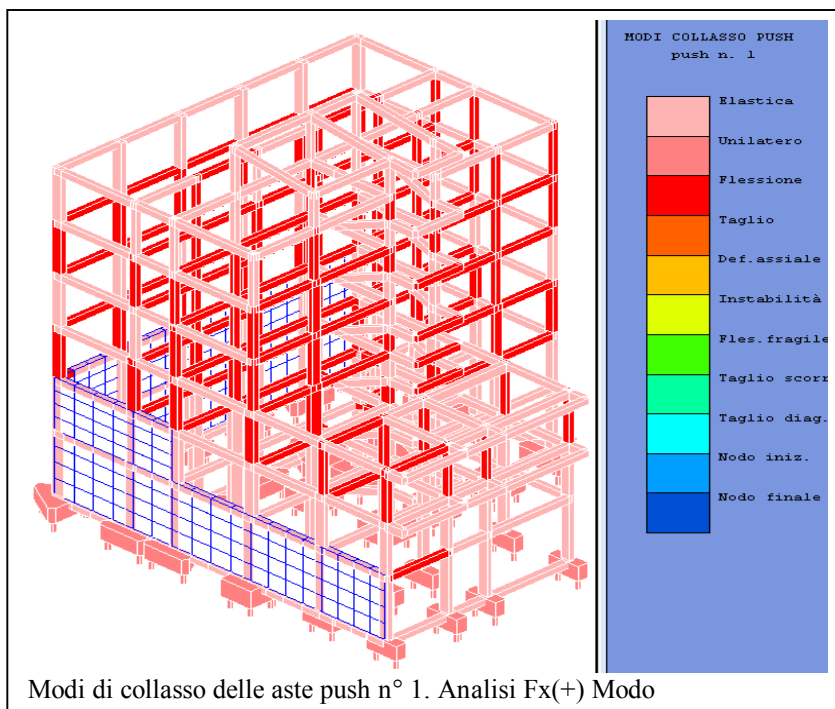 MODI COLLASSO PUSH
push n. 1
Elastica
Unilatero
Flessione
Taglio
Def.assiale
Instabilità
Fles.fragile
Taglio scorr
Taglio diag.
Nodo iniz.
Nodo finale
Modi di collasso delle aste push n° 1. Analisi Fx(+) Modo